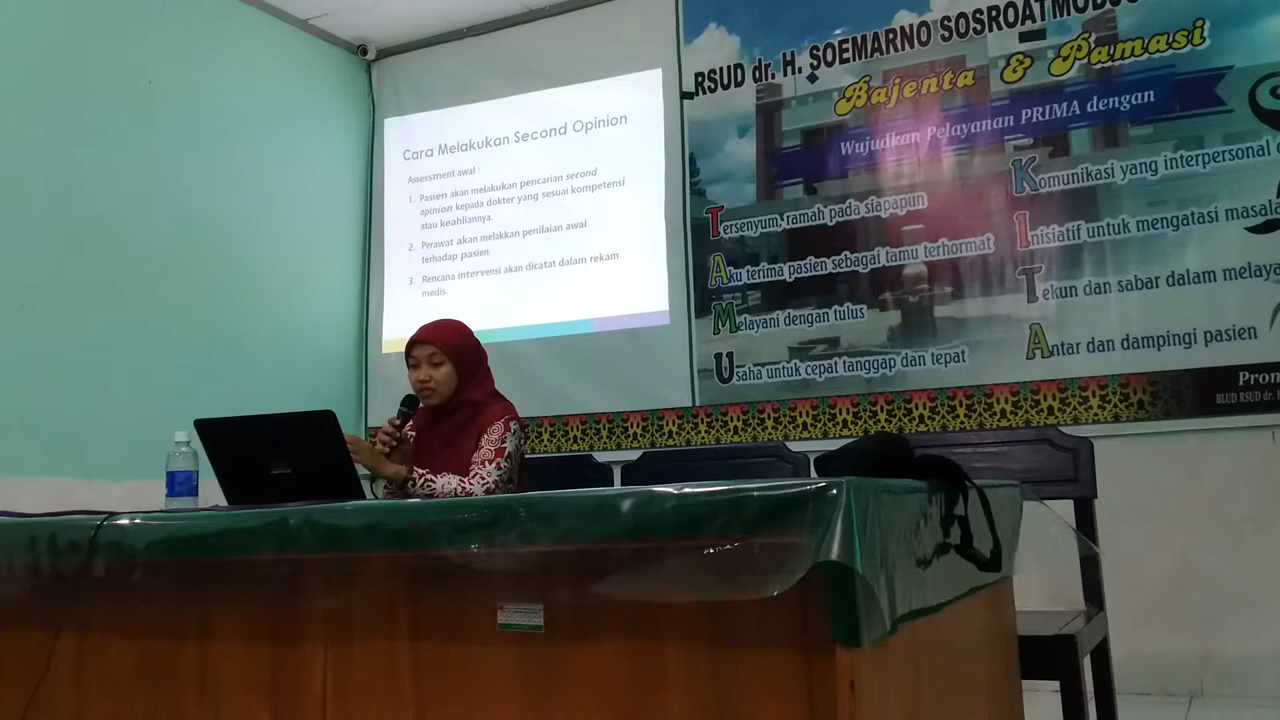 Cara Melakukan Second Opinion
Assessment awal :
1. Pasien akan melakukan pencarian second
opinion kepada dokter yang sesuai kompetensi
atau keahliannya.
2. Perawat akan melakkan penilaian awal
terhadap pasien.
3. Rencana intervensi akan dicatat dalam rekam
medis.
RSUD dr. H. SOEMARNO SOSROATMODJO
Bajenta & Pamasi
Wujudkan Pelayanan PRIMA dengan
Tersenyum, ramah pada siapapun
Aku terima pasien sebagai tamu terhormat
Melayani dengan tulus
Usaha untuk cepat tanggap dan tepat
Komunikasi yang interpersonal
Inisiatif untuk mengatasi masala
Tekun dan sabar dalam melaya
Antar dan dampingi pasien
Prom
BLUD RSUD dr. H